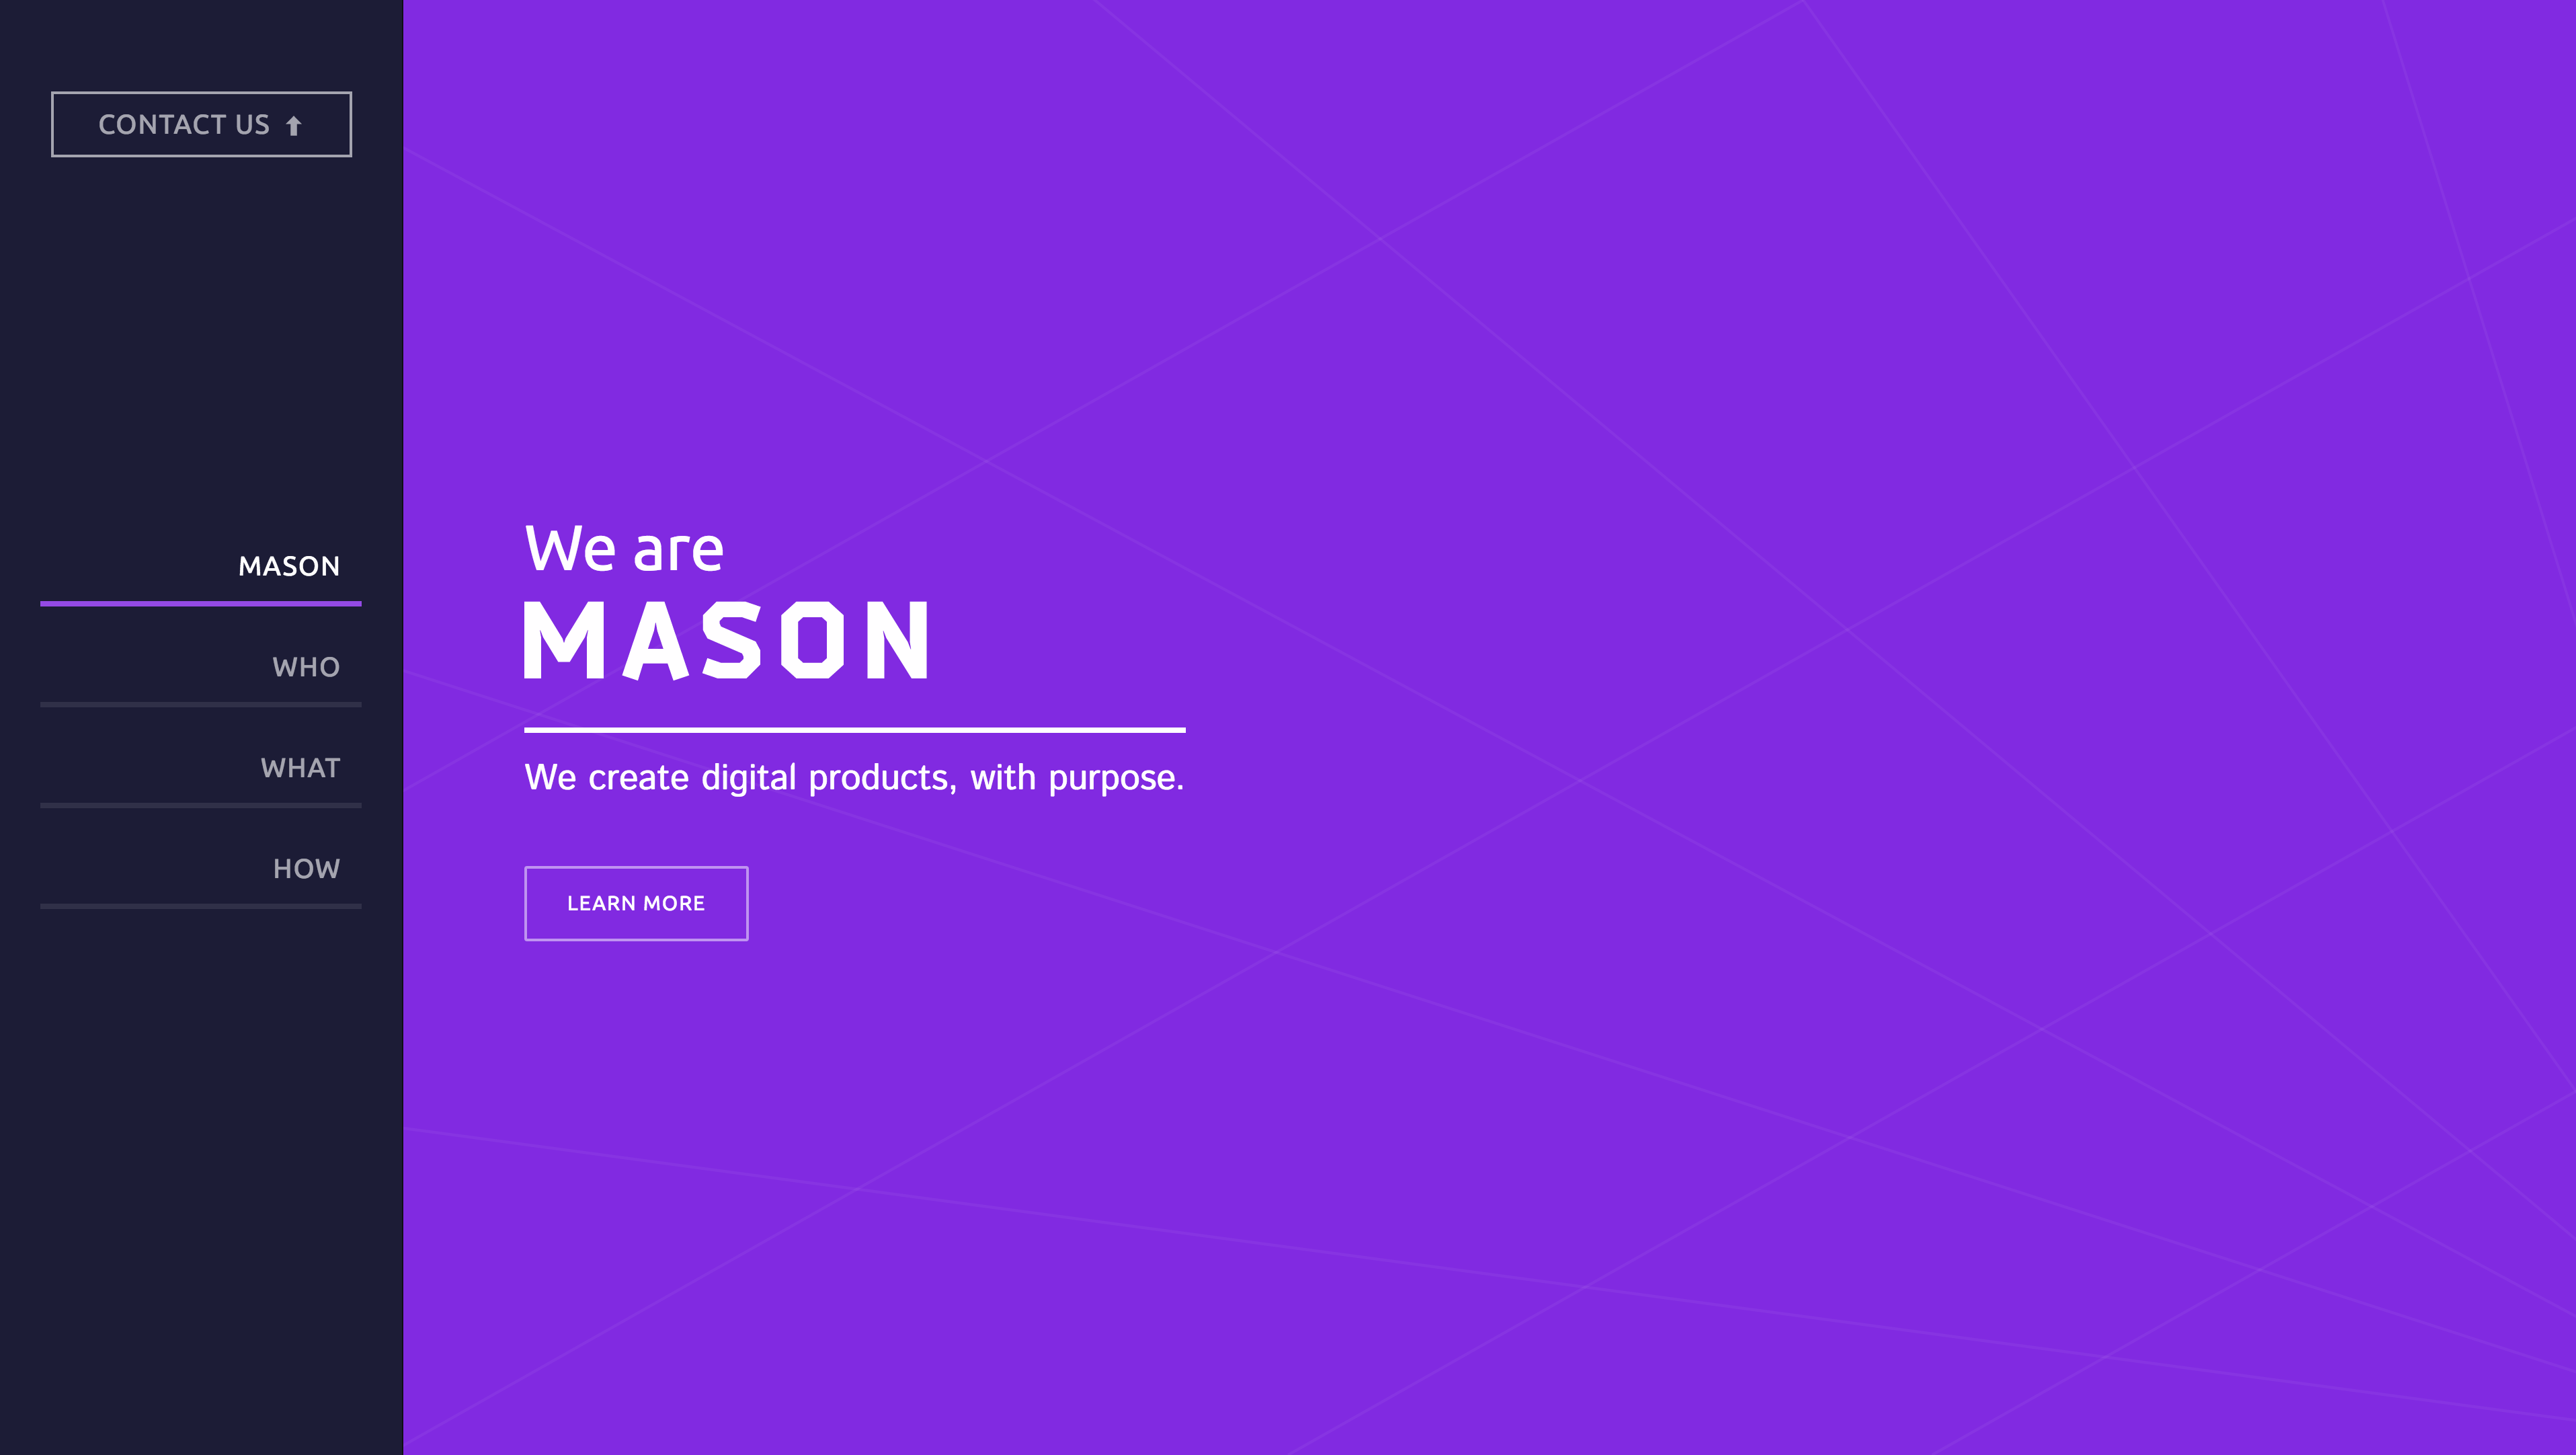 CONTACT US
MASON
WHO
WHAT
HOW
We are
MASON
We create digital products, with purpose.
LEARN MORE